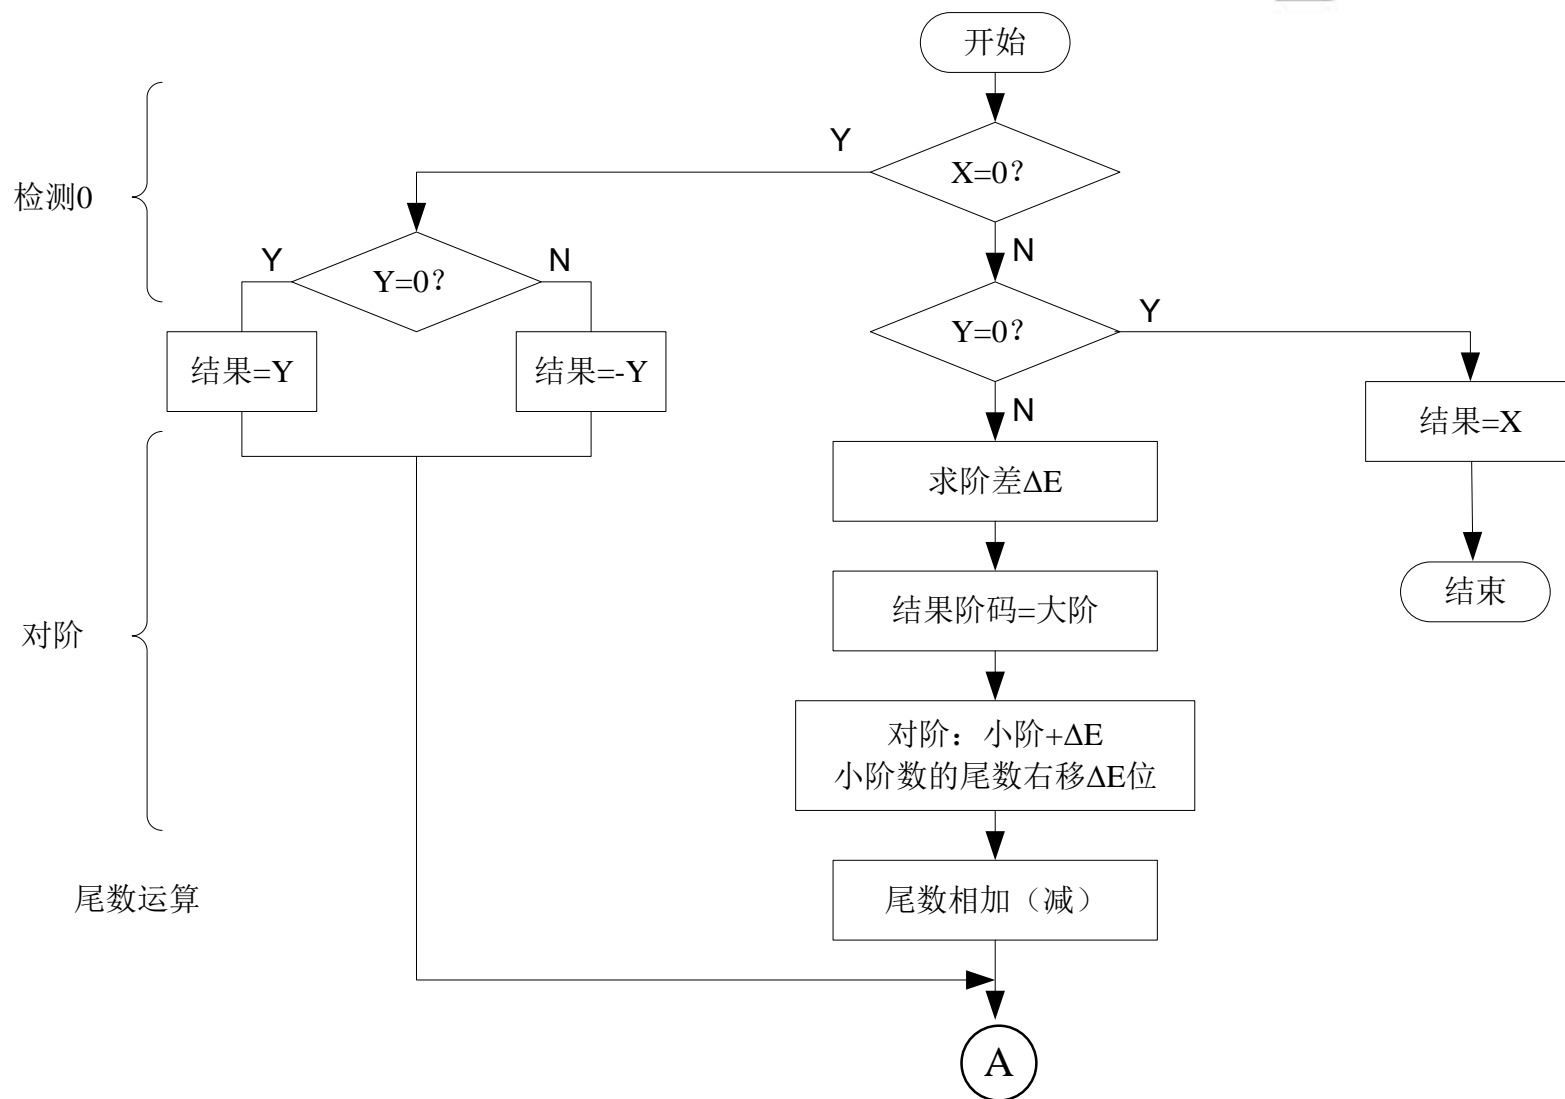 开始
Y
X=0?
检测0
N
Y
N
Y=0?
Y
Y=0?
结果=Y
结果=-Y
N
结果=X
求阶差ΔE
结束
结果阶码=大阶
对阶
对阶：小阶+ΔE
小阶数的尾数右移ΔE位
尾数运算
尾数相加（减）
A